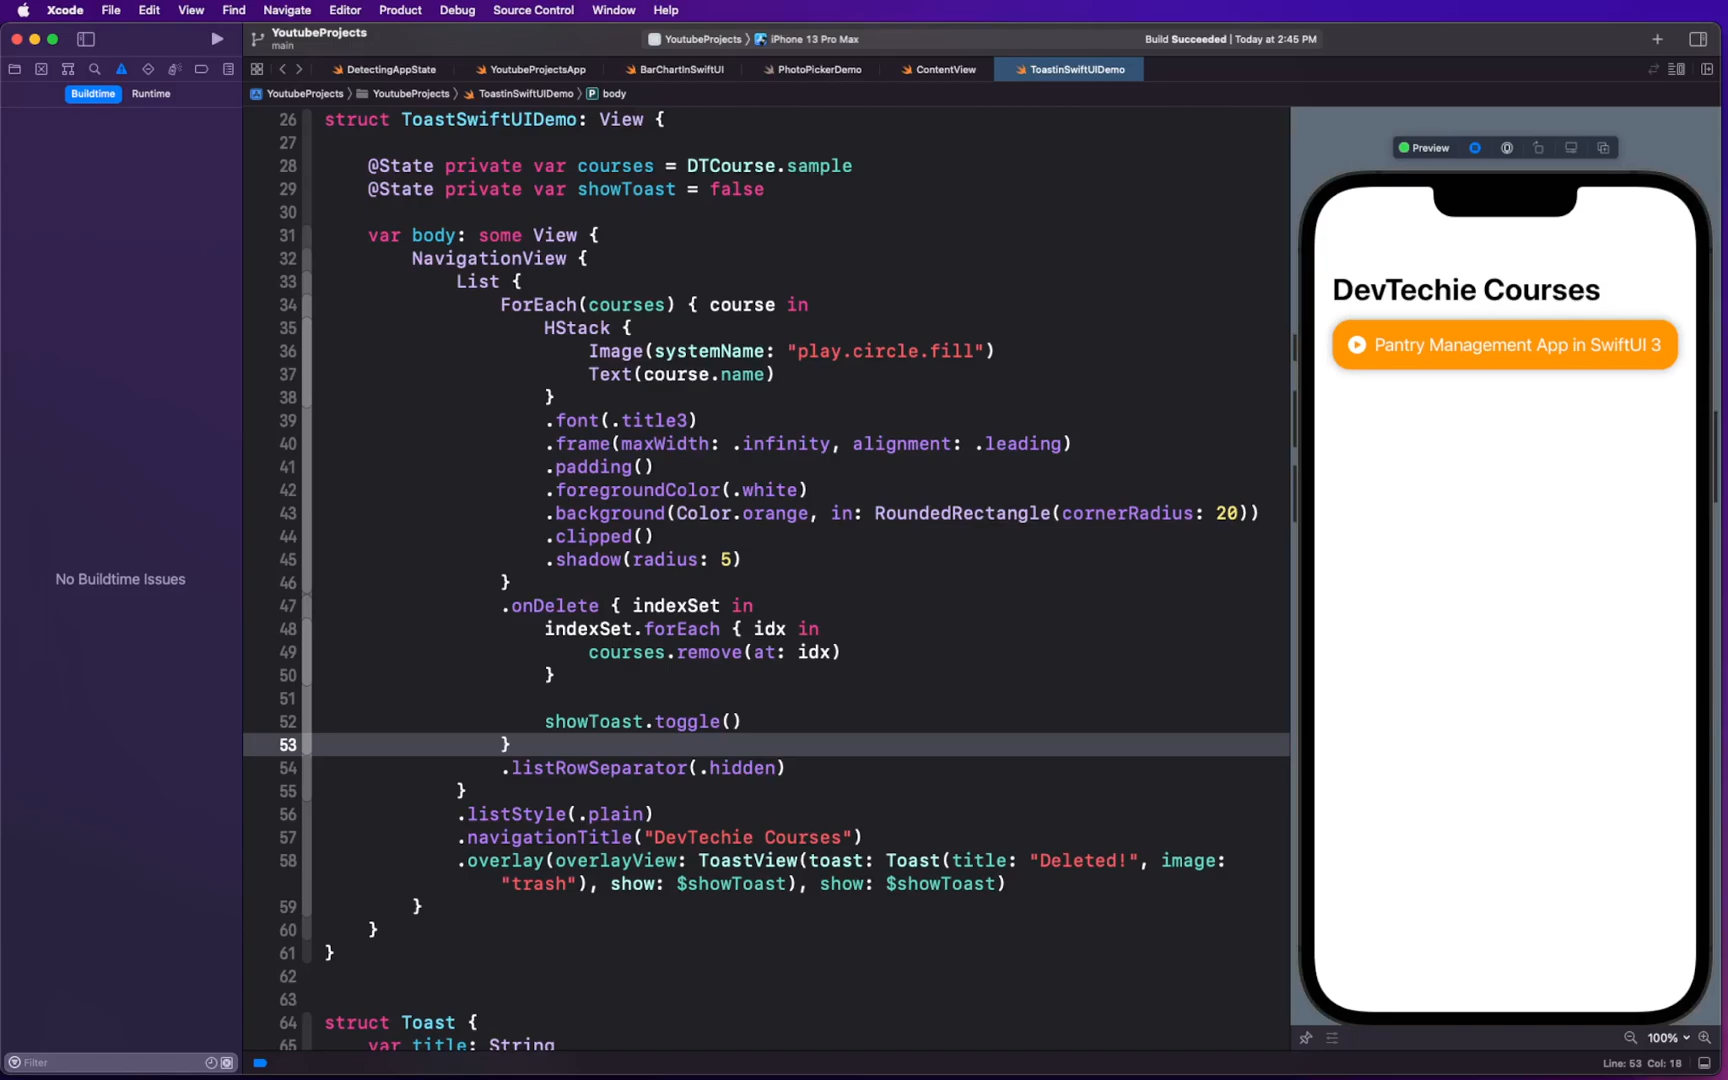 Xcode File Edit View Find Navigate Editor Product Debug Source Control Window Help
YoutubeProjects
main
YoutubeProjects iPhone 13 Pro Max
Build Succeeded | Today at 2:45 PM
DetectingAppState YoutubeProjectsApp BarChartInSwiftUI PhotoPickerDemo ContentView ToastinSwiftUIDemo
Buildtime Runtime
YoutubeProjects YoutubeProjects ToastinSwiftUIDemo P body
No Buildtime Issues
Filter
26 struct ToastSwiftUIDemo: View {
27
28 @State private var courses = DTCourse.sample
29 @State private var showToast = false
30
31 var body: some View {
32 NavigationView {
33 List {
34 ForEach(courses) { course in
35 HStack {
36 Image(systemName: "play.circle.fill")
37 Text(course.name)
38 }
39 .font(.title3)
40 .frame(maxWidth: .infinity, alignment: .leading)
41 .padding()
42 .foregroundColor(.white)
43 .background(Color.orange, in: RoundedRectangle(cornerRadius: 20))
44 .clipped()
45 .shadow(radius: 5)
46 }
47 .onDelete { indexSet in
48 indexSet.forEach { idx in
49 courses.remove(at: idx)
50 }
51
52 showToast.toggle()
53 }
54 .listRowSeparator(.hidden)
55 }
56 .listStyle(.plain)
57 .navigationTitle("DevTechie Courses")
58 .overlay(overlayView: ToastView(toast: Toast(title: "Deleted!", image:
"trash"), show: $showToast), show: $showToast)
59 }
60 }
61 }
62
63
64 struct Toast {
65 var title: String
Preview
DevTechie Courses
Pantry Management App in SwiftUI 3
100%
Line: 53 Col: 18